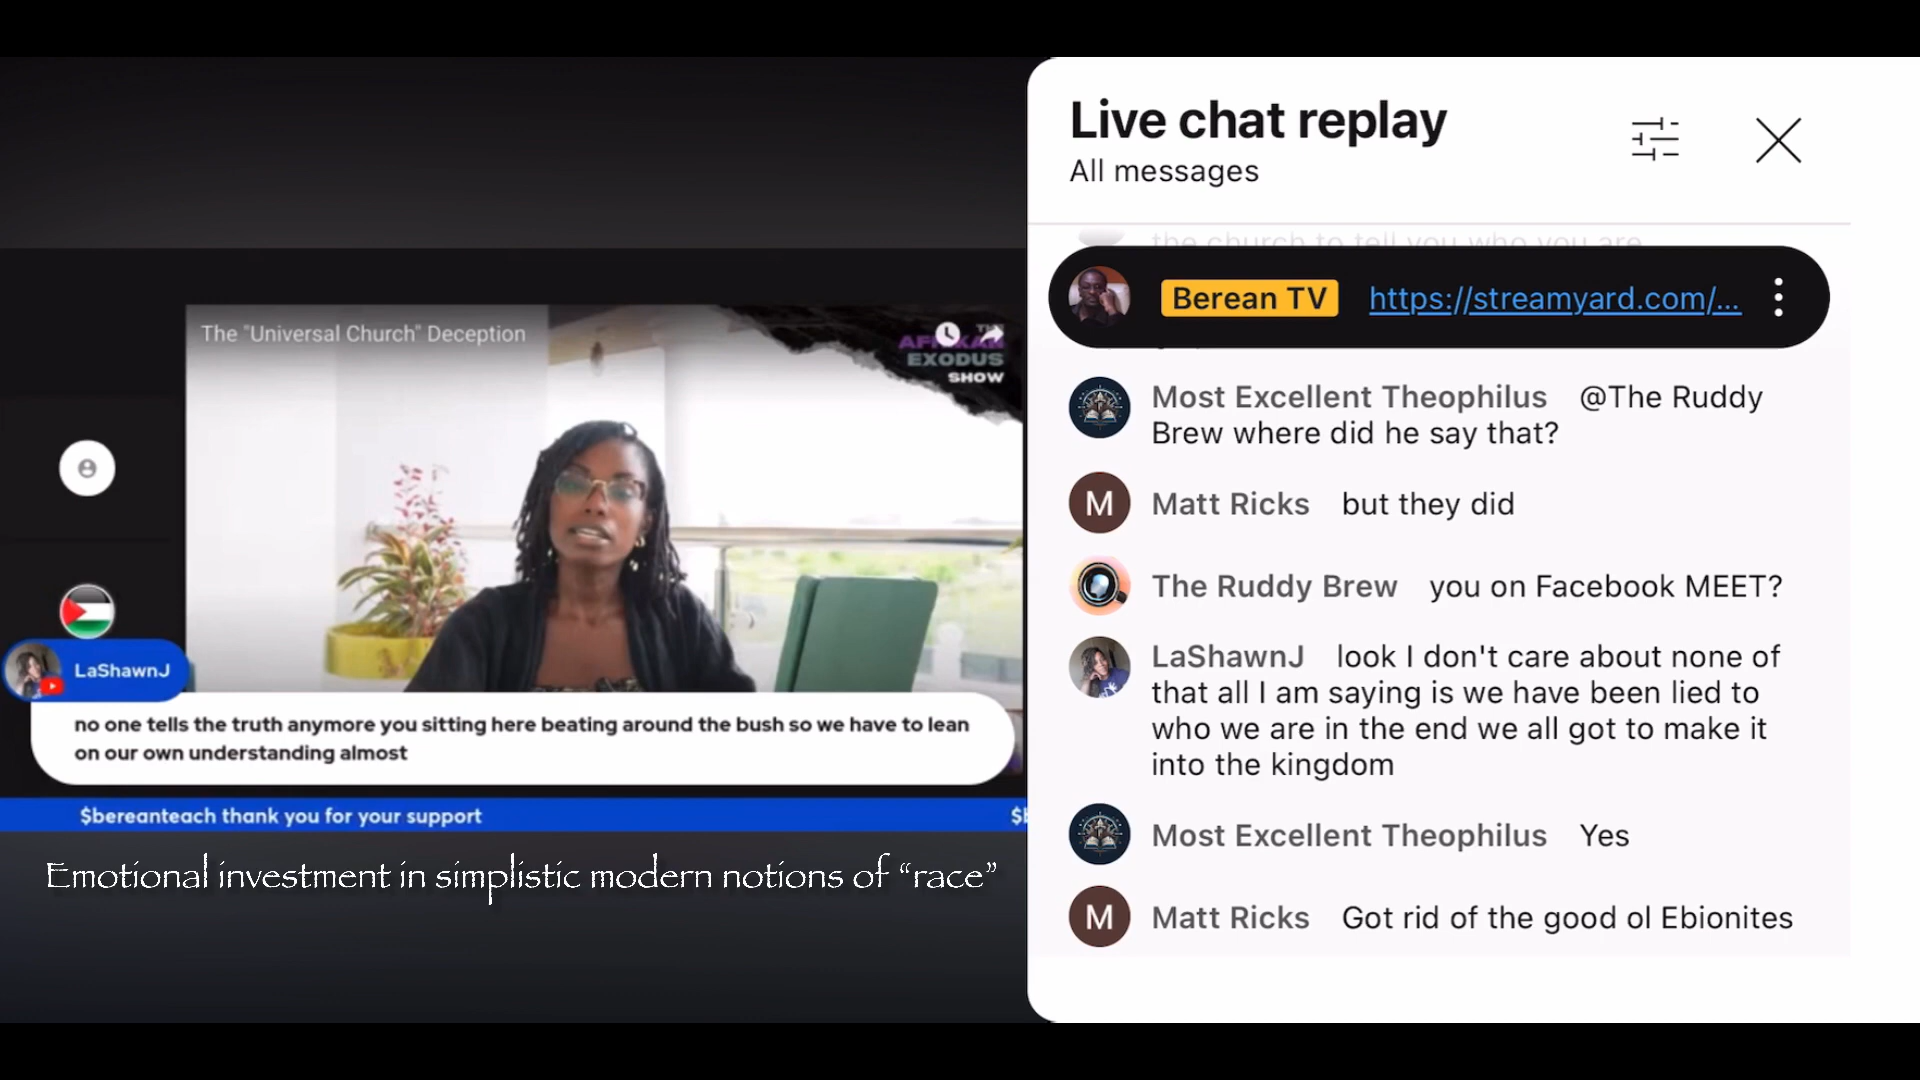 The "Universal Church" Deception
EXODUS
SHOW
LaShawnJ
no one tells the truth anymore you sitting here beating around the bush so we have to lean
on our own understanding almost
$bereanteach thank you for your support
Emotional investment in simplistic modern notions of “race”
Live chat replay
All messages
the church to tell you who you are
Berean TV https://streamyard.com/...
Most Excellent Theophilus @The Ruddy
Brew where did he say that?
M Matt Ricks but they did
The Ruddy Brew you on Facebook MEET?
LaShawnJ look I don't care about none of
that all I am saying is we have been lied to
who we are in the end we all got to make it
into the kingdom
Most Excellent Theophilus Yes
M Matt Ricks Got rid of the good ol Ebionites